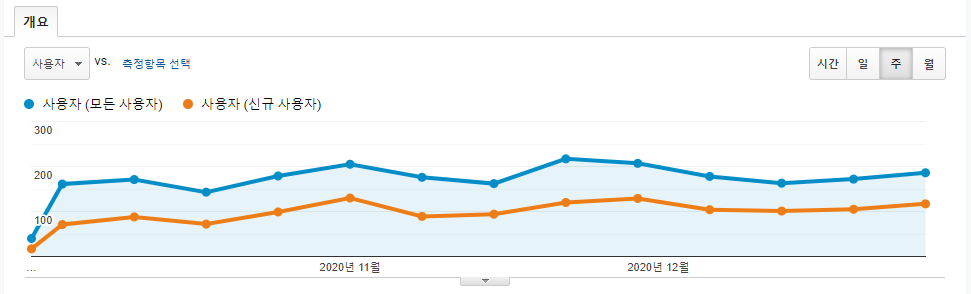 개요
사용자 vs. 측정항목 선택 시간 일 주 월
사용자 (모든 사용자) 사용자 (신규 사용자)
300
200
100
... 2020년 11월 2020년 12월